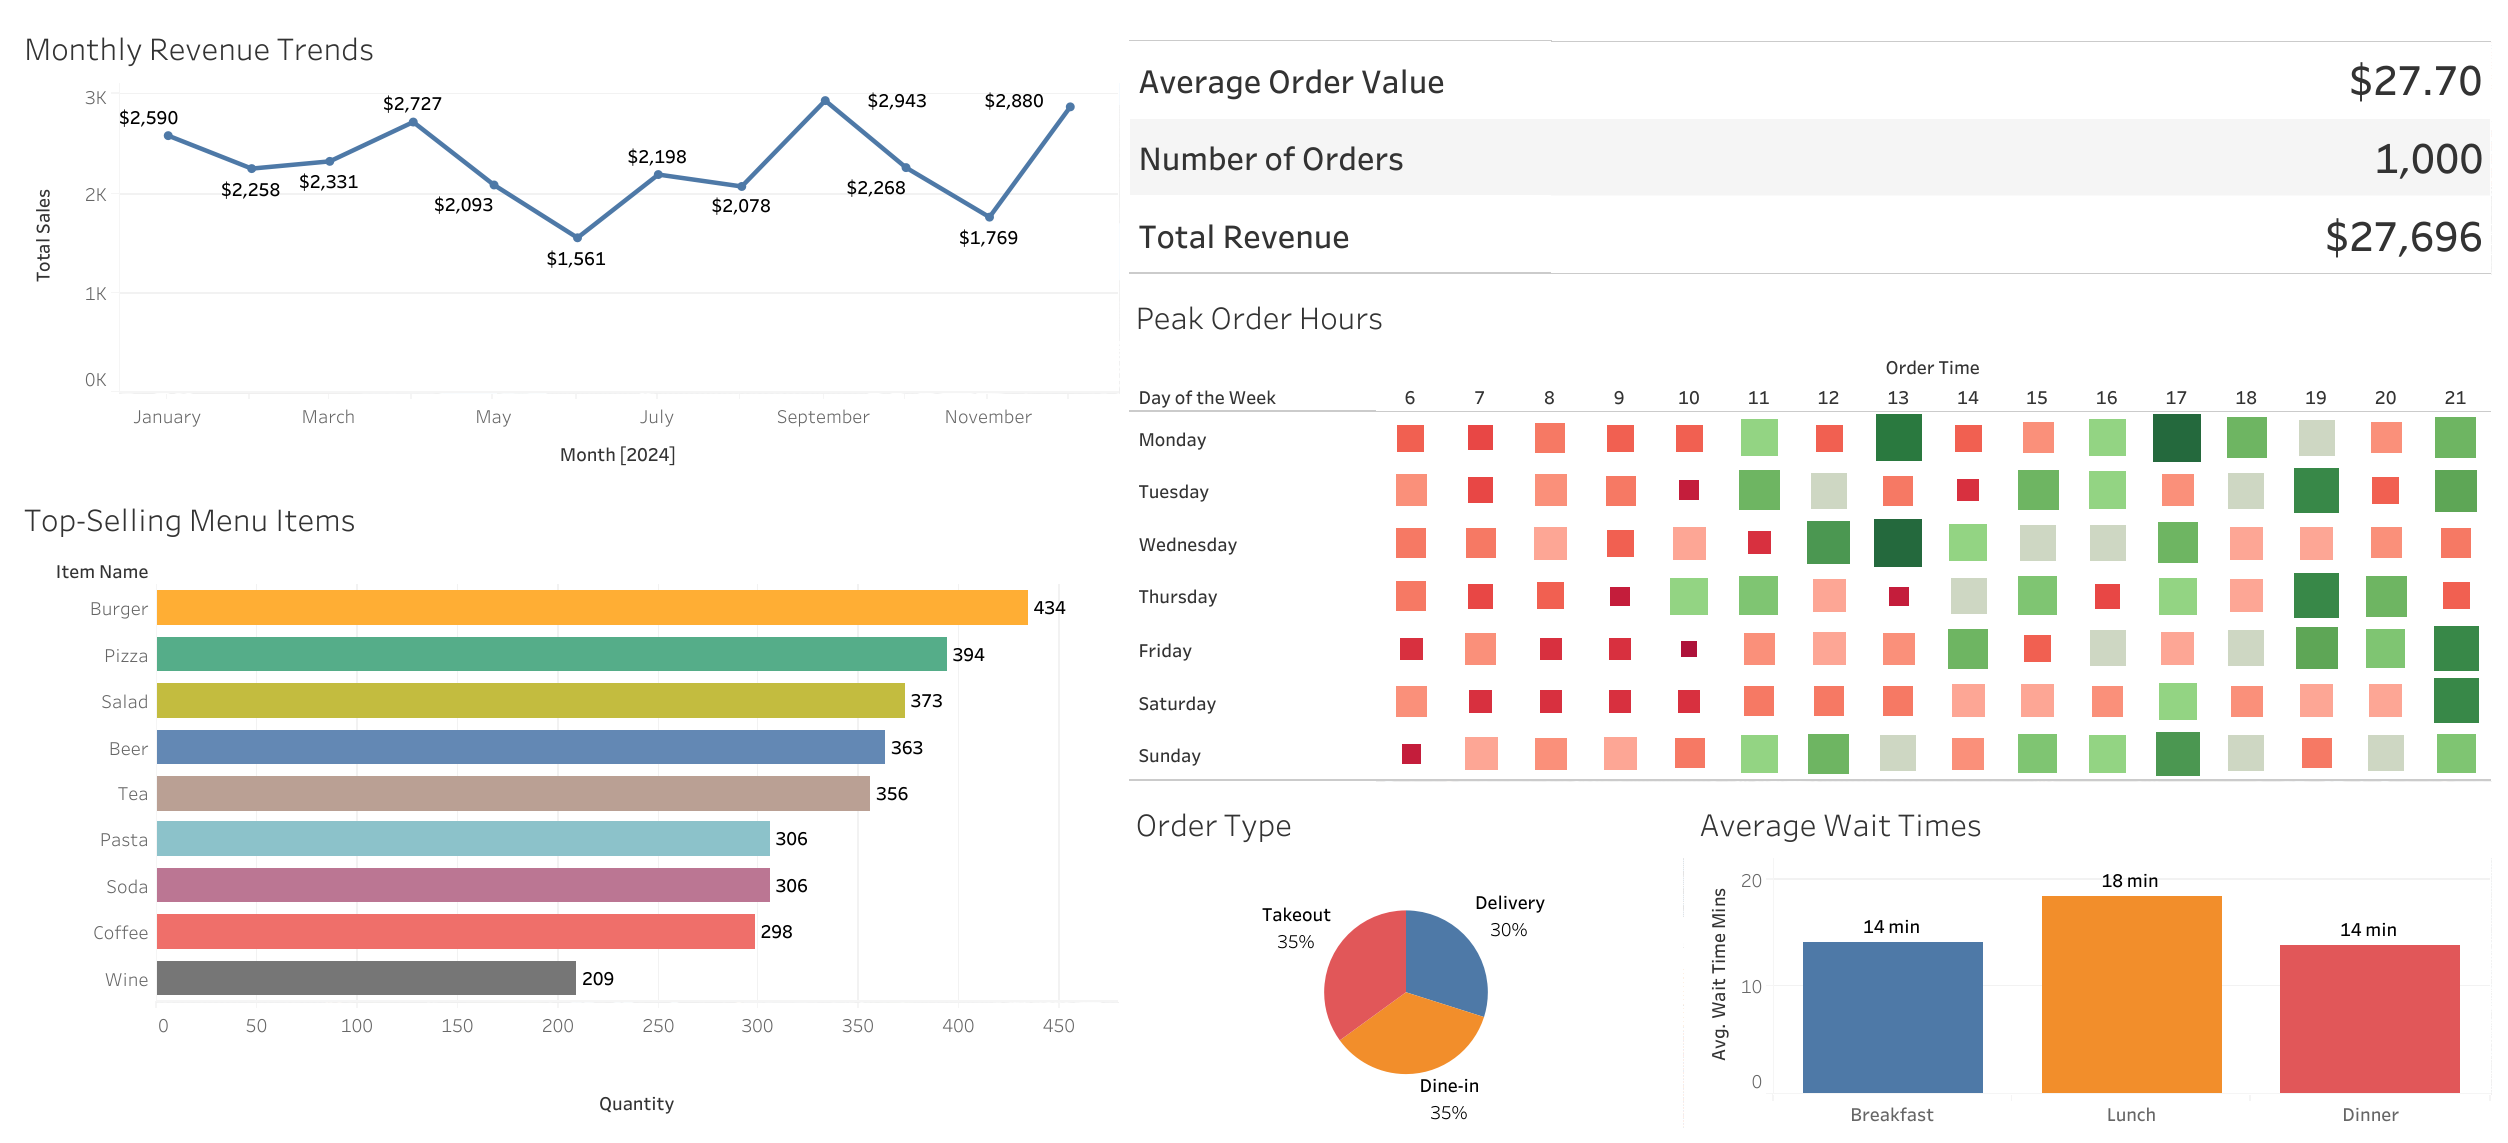 Monthly Revenue Trends
3K
2K
1K
0K
Total Sales
$2,590
$2,258
$2,331
$2,727
$2,093
$1,561
$2,198
$2,078
$2,943
$2,268
$1,769
$2,880
January March May July September November
Month [2024]
Average Order Value $27.70
Number of Orders 1,000
Total Revenue $27,696
Peak Order Hours
Order Time
Day of the Week 6 7 8 9 10 11 12 13 14 15 16 17 18 19 20 21
Monday
Tuesday
Wednesday
Thursday
Friday
Saturday
Sunday
Top-Selling Menu Items
Item Name
Burger 434
Pizza 394
Salad 373
Beer 363
Tea 356
Pasta 306
Soda 306
Coffee 298
Wine 209
0 50 100 150 200 250 300 350 400 450
Quantity
Order Type
Takeout
35%
Delivery
30%
Dine-in
35%
Average Wait Times
Avg. Wait Time Mins
20
10
0
14 min
18 min
14 min
Breakfast Lunch Dinner